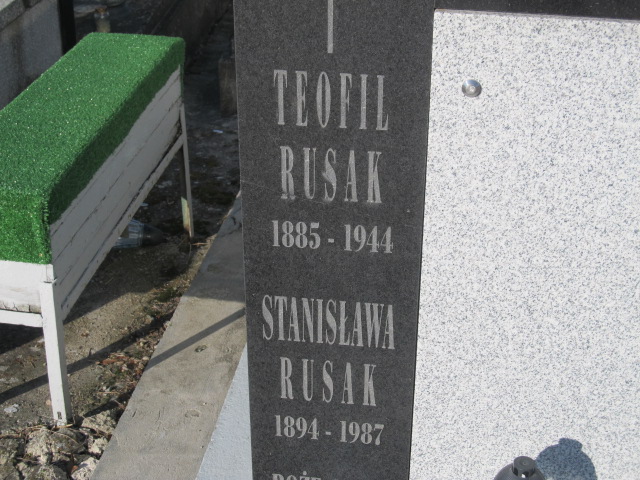 TEOFIL
RUSAK
1885 - 1944
STANISŁAWA
RUSAK
1894 - 1987